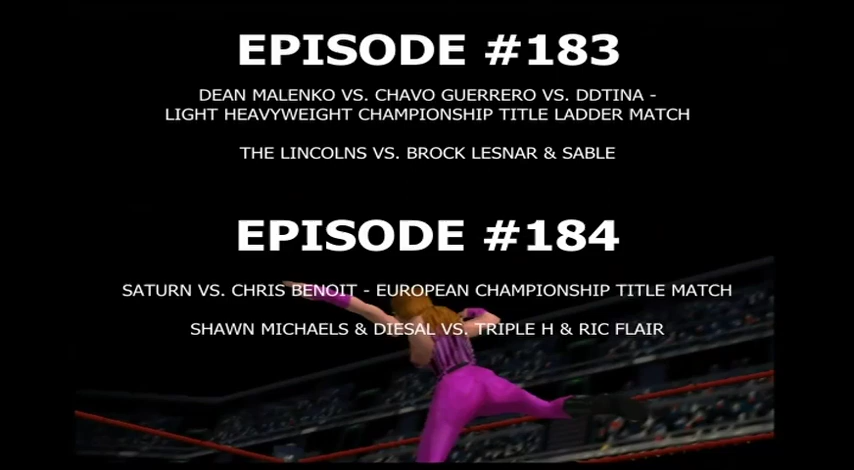 EPISODE #183
DEAN MALENKO VS. CHAVO GUERRERO VS. DDTINA -
LIGHT HEAVYWEIGHT CHAMPIONSHIP TITLE LADDER MATCH
THE LINCOLNS VS. BROCK LESNAR & SABLE
EPISODE #184
SATURN VS. CHRIS BENOIT - EUROPEAN CHAMPIONSHIP TITLE MATCH
SHAWN MICHAELS & DIESAL VS. TRIPLE H & RIC FLAIR